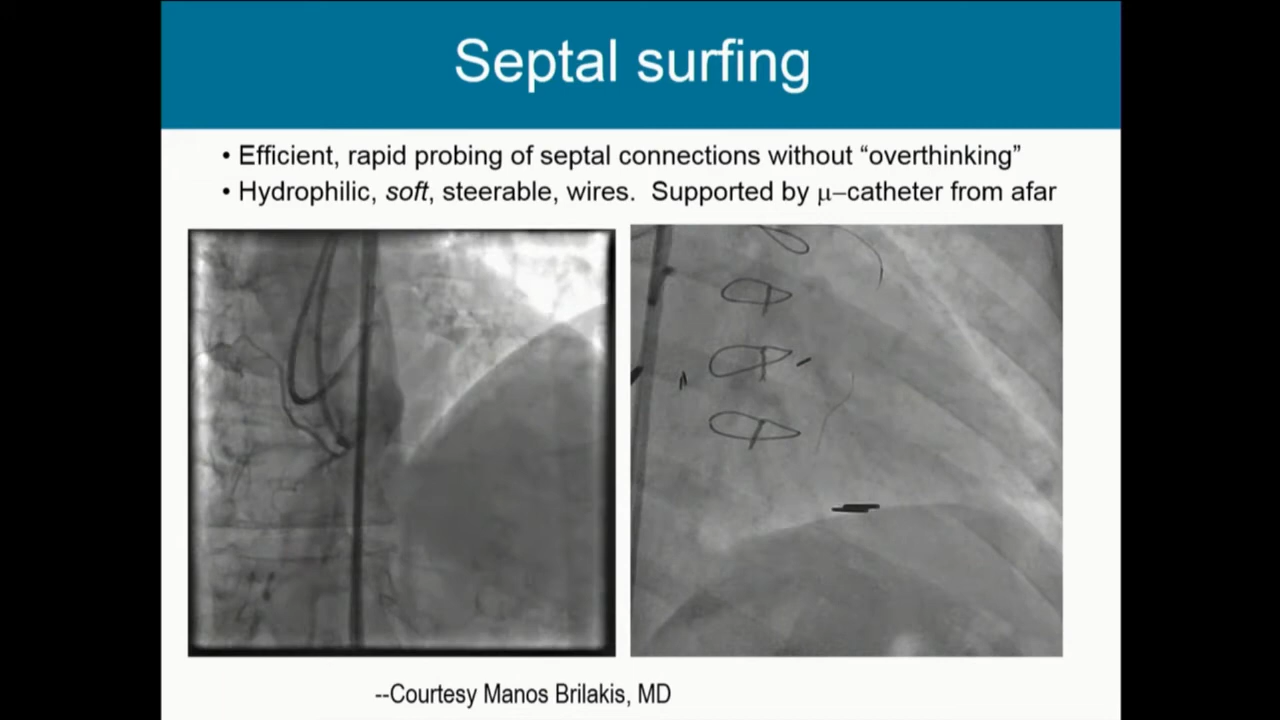 Septal surfing
• Efficient, rapid probing of septal connections without “overthinking”
• Hydrophilic, soft, steerable, wires. Supported by μ–catheter from afar
--Courtesy Manos Brilakis, MD